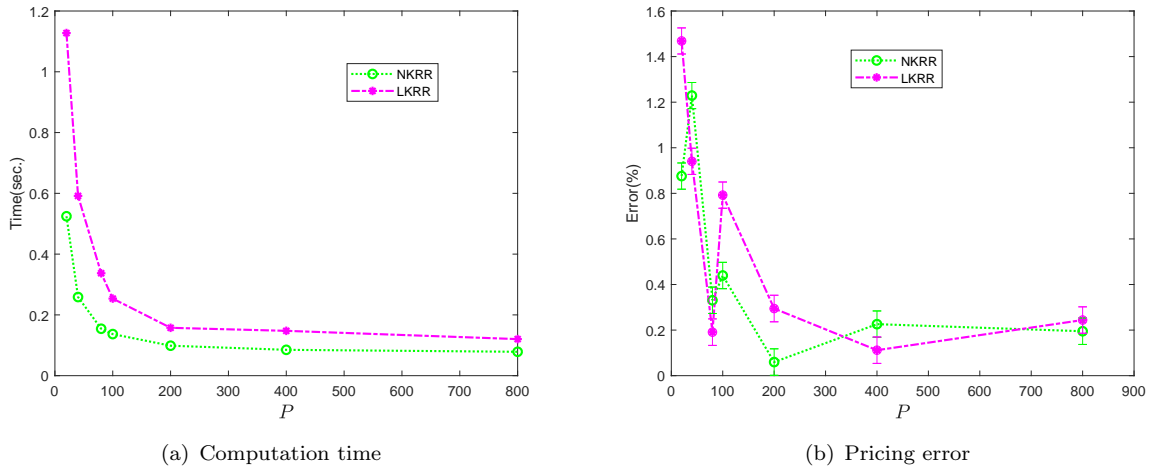 1.2
1
0.8
0.6
0.4
0.2
0
Time(sec.)
NKRR
LKRR
0 100 200 300 400 500 600 700 800
P
(a) Computation time
1.6
1.4
1.2
1
0.8
0.6
0.4
0.2
0
Error(%)
NKRR
LKRR
0 100 200 300 400 500 600 700 800 900
P
(b) Pricing error